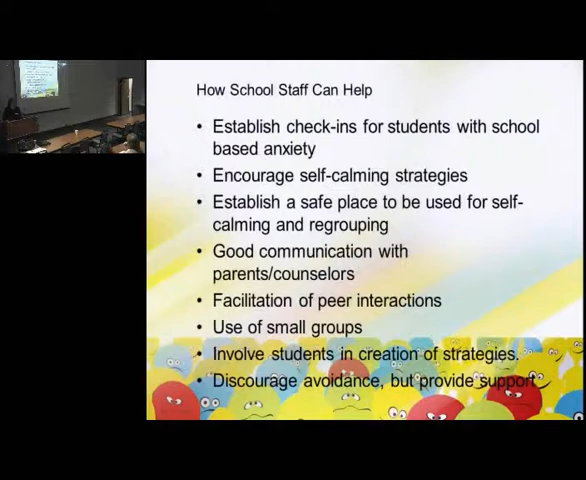 How School Staff Can Help
• Establish check-ins for students with school
based anxiety
• Encourage self-calming strategies
• Establish a safe place to be used for self-
calming and regrouping
• Good communication with
parents/counselors
• Facilitation of peer interactions
• Use of small groups
• Involve students in creation of strategies.
• Discourage avoidance, but provide support